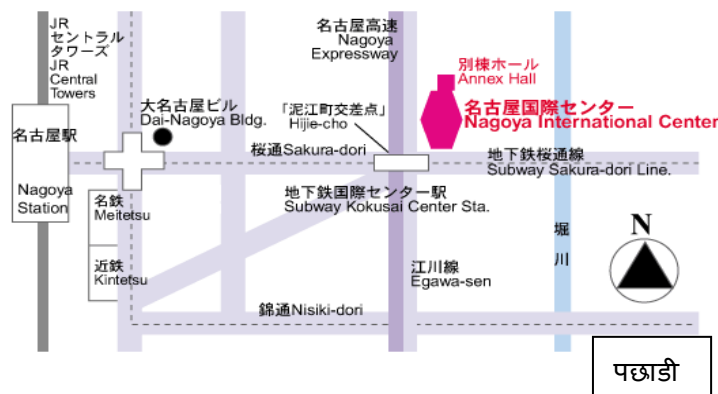 JR
セントラル
タワーズ
JR
Central
Towers
名古屋高速
Nagoya
Expressway
別棟ホール
Annex Hall
大名古屋ビル
Dai-Nagoya Bldg.
「泥江町交差点」
Hijie-cho
名古屋国際センター
Nagoya International Center
名古屋駅
Nagoya
Station
桜通Sakura-dori
地下鉄桜通線
Subway Sakura-dori Line.
名鉄
Meitetsu
地下鉄国際センター駅
Subway Kokusai Center Sta.
堀
川
N
近鉄
Kintetsu
江川線
Egawa-sen
錦通Nisiki-dori
पछाडी